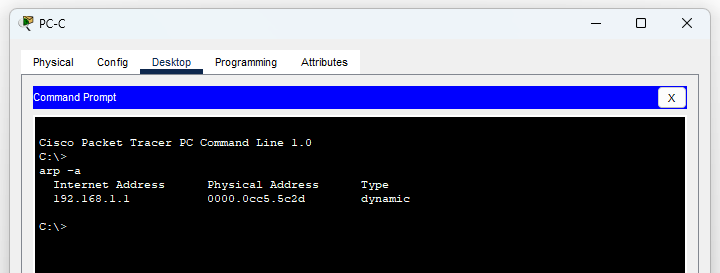 PC-C
Physical Config Desktop Programming Attributes
Command Prompt X
Cisco Packet Tracer PC Command Line 1.0
C:\>
arp -a
Internet Address Physical Address Type
192.168.1.1 0000.0cc5.5c2d dynamic
C:\>